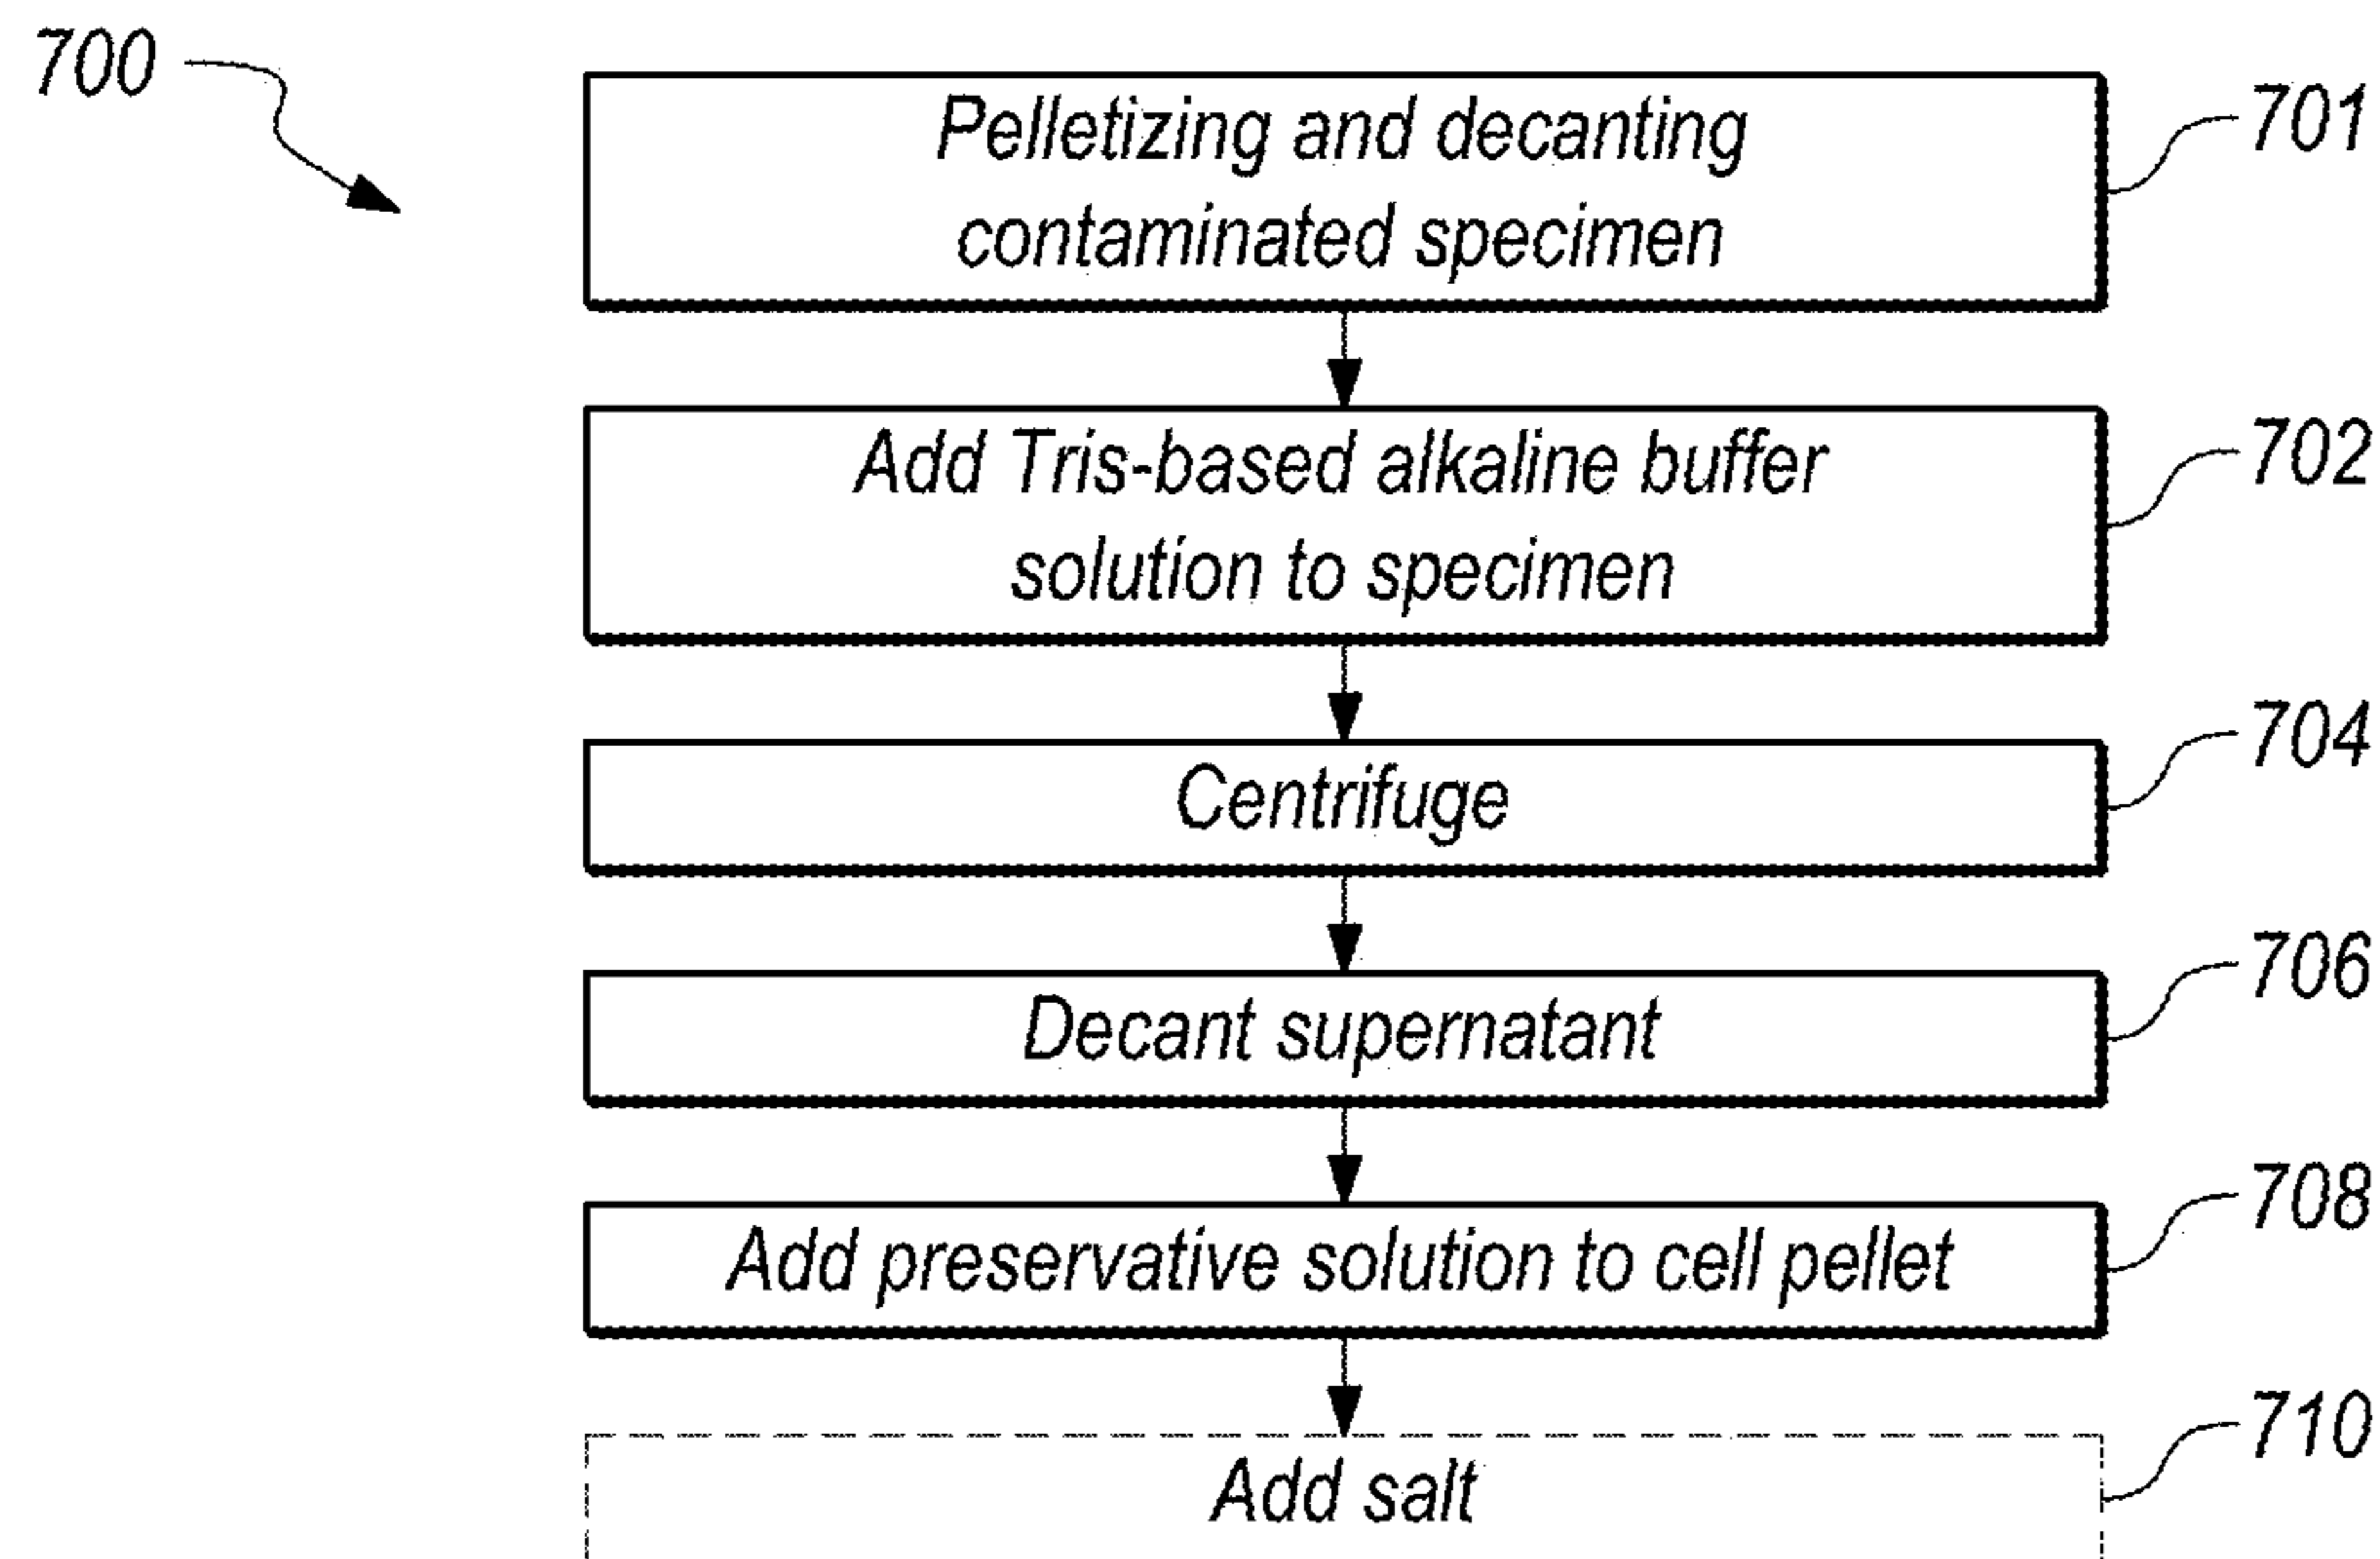 700
Pelletizing and decanting
contaminated specimen
701
Add Tris-based alkaline buffer
solution to specimen
702
Centrifuge
704
Decant supernatant
706
Add preservative solution to cell pellet
708
Add salt
710